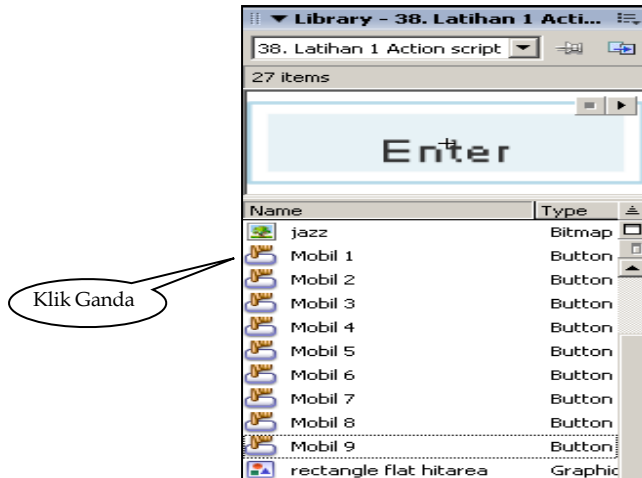 Library - 38. Latihan 1 Acti...
38. Latihan 1 Action script
27 items
Enter
Name Type
jazz Bitmap
Mobil 1 Button
Klik Ganda
Mobil 2 Button
Mobil 3 Button
Mobil 4 Button
Mobil 5 Button
Mobil 6 Button
Mobil 7 Button
Mobil 8 Button
Mobil 9 Button
rectangle flat hitarea Graphic